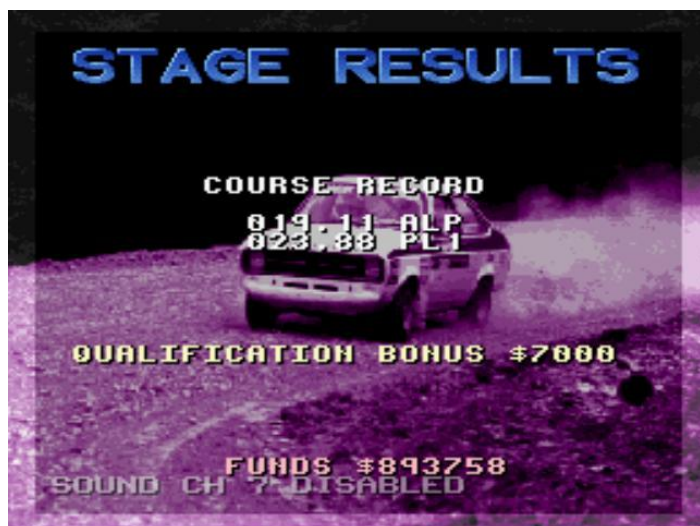 STAGE RESULTS
COURSE RECORD
019.11 ALP
023.88 PL1
QUALIFICATION BONUS $7000
FUNDS $893758
SOUND CH 7 DISABLED